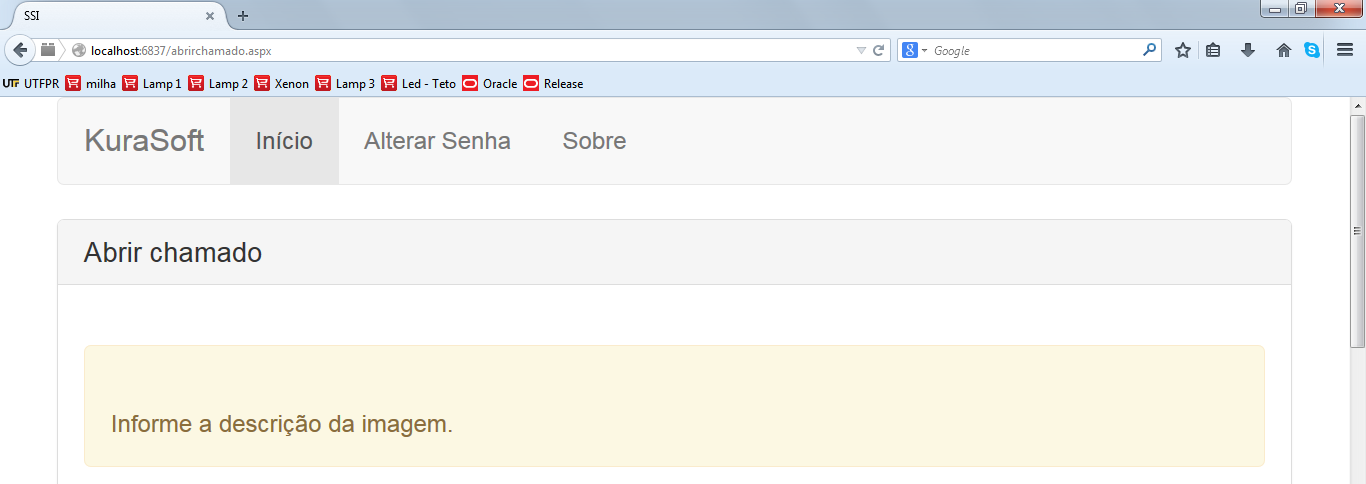 SSI
localhost:6837/abrirchamado.aspx
Google
UTFPR milha Lamp 1 Lamp 2 Xenon Lamp 3 Led - Teto Oracle Release
KuraSoft Início Alterar Senha Sobre
Abrir chamado
Informe a descrição da imagem.